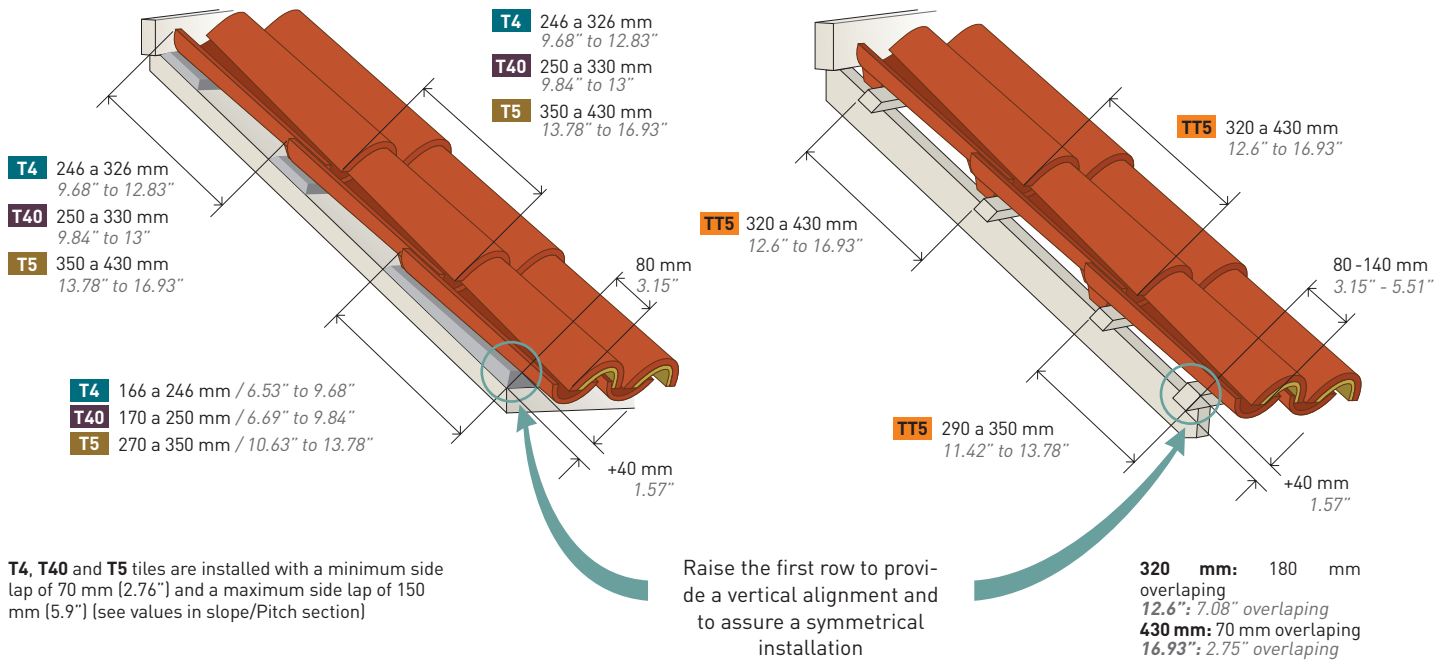 T4 246 a 326 mm
9.68” to 12.83”
T40 250 a 330 mm
9.84” to 13”
T5 350 a 430 mm
13.78” to 16.93”
T4 246 a 326 mm
9.68” to 12.83”
T40 250 a 330 mm
9.84” to 13”
T5 350 a 430 mm
13.78” to 16.93”
80 mm
3.15”
T4 166 a 246 mm / 6.53” to 9.68”
T40 170 a 250 mm / 6.69” to 9.84”
T5 270 a 350 mm / 10.63” to 13.78”
+40 mm
1.57”
TT5 320 a 430 mm
12.6” to 16.93”
TT5 320 a 430 mm
12.6” to 16.93”
80 -140 mm
3.15” - 5.51”
TT5 290 a 350 mm
11.42” to 13.78”
+40 mm
1.57”
T4, T40 and T5 tiles are installed with a minimum side
lap of 70 mm (2.76”) and a maximum side lap of 150
mm (5.9”) (see values in slope/Pitch section)
Raise the first row to provi-
de a vertical alignment and
to assure a symmetrical
installation
320 mm: 180 mm
overlaping
12.6”: 7.08” overlaping
430 mm: 70 mm overlaping
16.93”: 2.75” overlaping